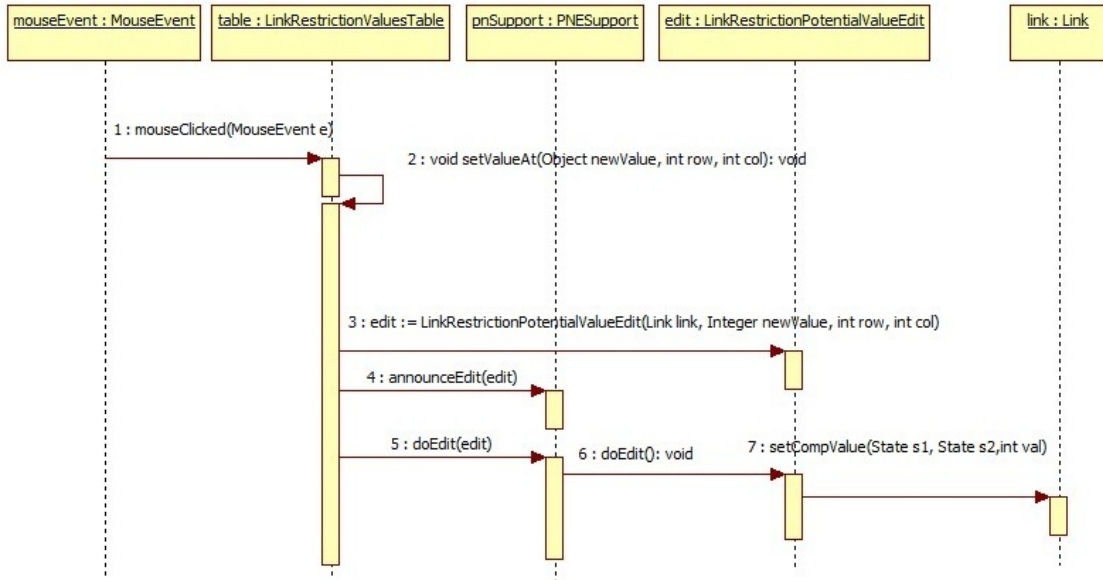 mouseEvent : MouseEvent
table : LinkRestrictionValuesTable
pnSupport : PNESupport
edit : LinkRestrictionPotentialValueEdit
link : Link
1 : mouseClicked(MouseEvent e)
2 : void setValueAt(Object newValue, int row, int col): void
3 : edit := LinkRestrictionPotentialValueEdit(Link link, Integer newValue, int row, int col)
4 : announceEdit(edit)
5 : doEdit(edit)
6 : doEdit(): void
7 : setCompValue(State s1, State s2,int val)